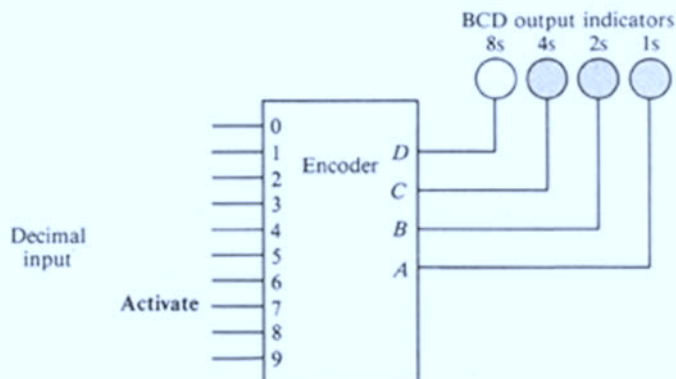 BCD output indicators
8s 4s 2s 1s
0
1
2
3
4
5
6
7
8
9
Encoder
D
C
B
A
Decimal
input
Activate